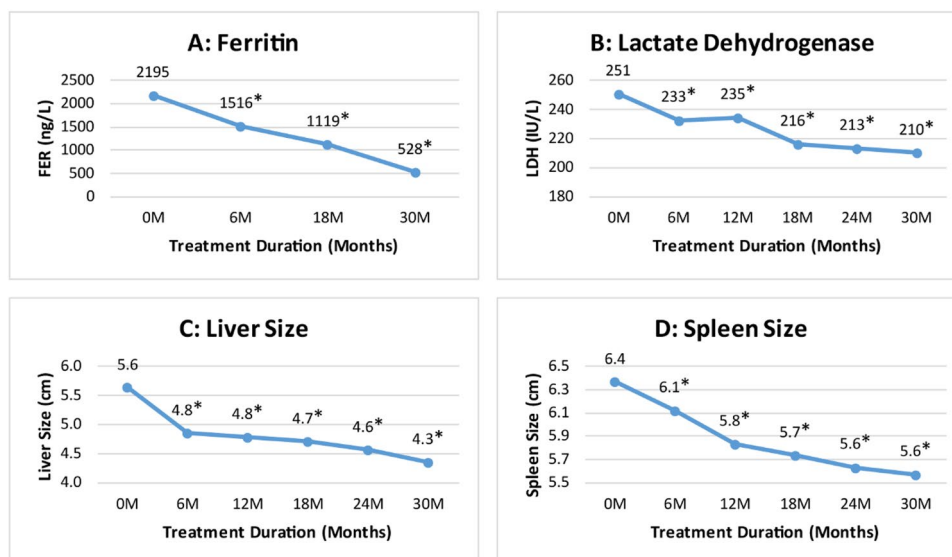 A: Ferritin
2195
1516*
1119*
528*
2500
2000
1500
1000
500
0
FER (ng/L)
0M 6M 18M 30M
Treatment Duration (Months)
B: Lactate Dehydrogenase
251
233*
235*
216*
213*
210*
260
240
220
200
180
LDH (IU/L)
0M 6M 12M 18M 24M 30M
Treatment Duration (Months)
C: Liver Size
5.6
4.8*
4.8*
4.7*
4.6*
4.3*
6.0
5.5
5.0
4.5
4.0
Liver Size (cm)
0M 6M 12M 18M 24M 30M
Treatment Duration (Months)
D: Spleen Size
6.4
6.1*
5.8*
5.7*
5.6*
5.6*
6.5
6.3
6.1
5.9
5.7
5.5
Spleen Size (cm)
0M 6M 12M 18M 24M 30M
Treatment Duration (Months)